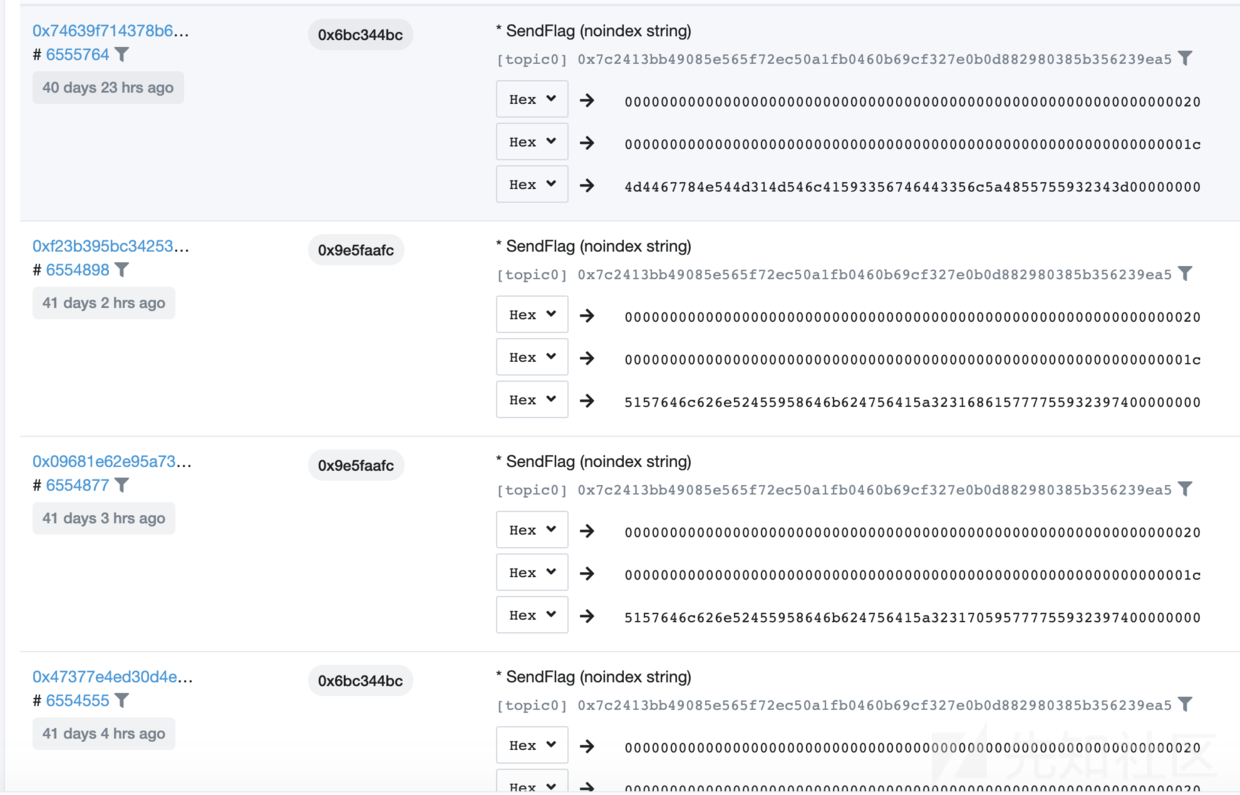 0x74639f714378b6...
0x6bc344bc
* SendFlag (noindex string)
# 6555764
[topic0] 0x7c2413bb49085e565f72ec50a1fb0460b69cf327e0b0d882980385b356239ea5
40 days 23 hrs ago
Hex 0000000000000000000000000000000000000000000000000000000000000020
Hex 000000000000000000000000000000000000000000000000000000000000001c
Hex 4d4467784e544d314d546c41593356746443356c5a4855755932343d00000000
0xf23b395bc34253...
0x9e5faafc
* SendFlag (noindex string)
# 6554898
[topic0] 0x7c2413bb49085e565f72ec50a1fb0460b69cf327e0b0d882980385b356239ea5
41 days 2 hrs ago
Hex 0000000000000000000000000000000000000000000000000000000000000020
Hex 000000000000000000000000000000000000000000000000000000000000001c
Hex 5157646c626e52455958646b624756415a3231686157777755932397400000000
0x09681e62e95a73...
0x9e5faafc
* SendFlag (noindex string)
# 6554877
[topic0] 0x7c2413bb49085e565f72ec50a1fb0460b69cf327e0b0d882980385b356239ea5
41 days 3 hrs ago
Hex 0000000000000000000000000000000000000000000000000000000000000020
Hex 000000000000000000000000000000000000000000000000000000000000001c
Hex 5157646c626e52455958646b624756415a3231705957777755932397400000000
0x47377e4ed30d4e...
0x6bc344bc
* SendFlag (noindex string)
# 6554555
[topic0] 0x7c2413bb49085e565f72ec50a1fb0460b69cf327e0b0d882980385b356239ea5
41 days 4 hrs ago
Hex 0000000000000000000000000000000000000000000000000000000000000020
Hex 0000000000000000000000000000000000000000000000000000000000000020
先知社区